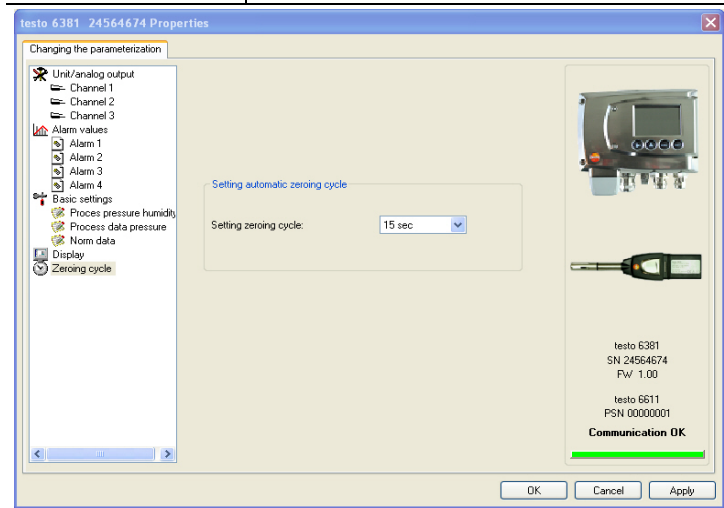 testo 6381 24564674 Properties
Changing the parameterization
Unit/analog output
Channel 1
Channel 2
Channel 3
Alarm values
Alarm 1
Alarm 2
Alarm 3
Alarm 4
Basic settings
Proces pressure humidity
Process data pressure
Norm data
Display
Zeroing cycle
Setting automatic zeroing cycle
Setting zeroing cycle:
15 sec
testo 6381
SN 24564674
FW 1.00
testo 6611
PSN 00000001
Communication OK
OK
Cancel
Apply